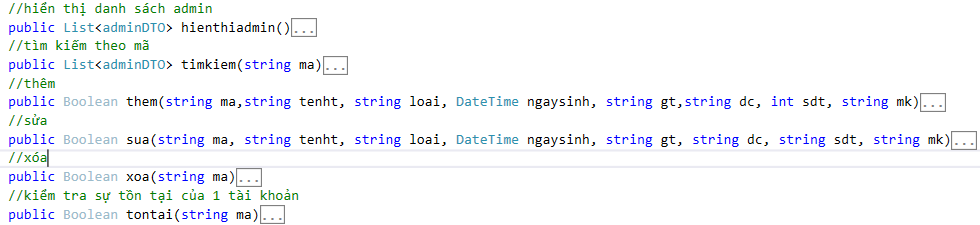 //hiển thị danh sách admin
public List<adminDTO> hienthiadmin()...
//tìm kiếm theo mã
public List<adminDTO> timkiem(string ma)...
//thêm
public Boolean them(string ma,string tenht, string loai, DateTime ngaysinh, string gt,string dc, int sdt, string mk)...
//sửa
public Boolean sua(string ma, string tenht, string loai, DateTime ngaysinh, string gt, string dc, string sdt, string mk)...
//xóa
public Boolean xoa(string ma)...
//kiểm tra sự tồn tại của 1 tài khoản
public Boolean tontai(string ma)...